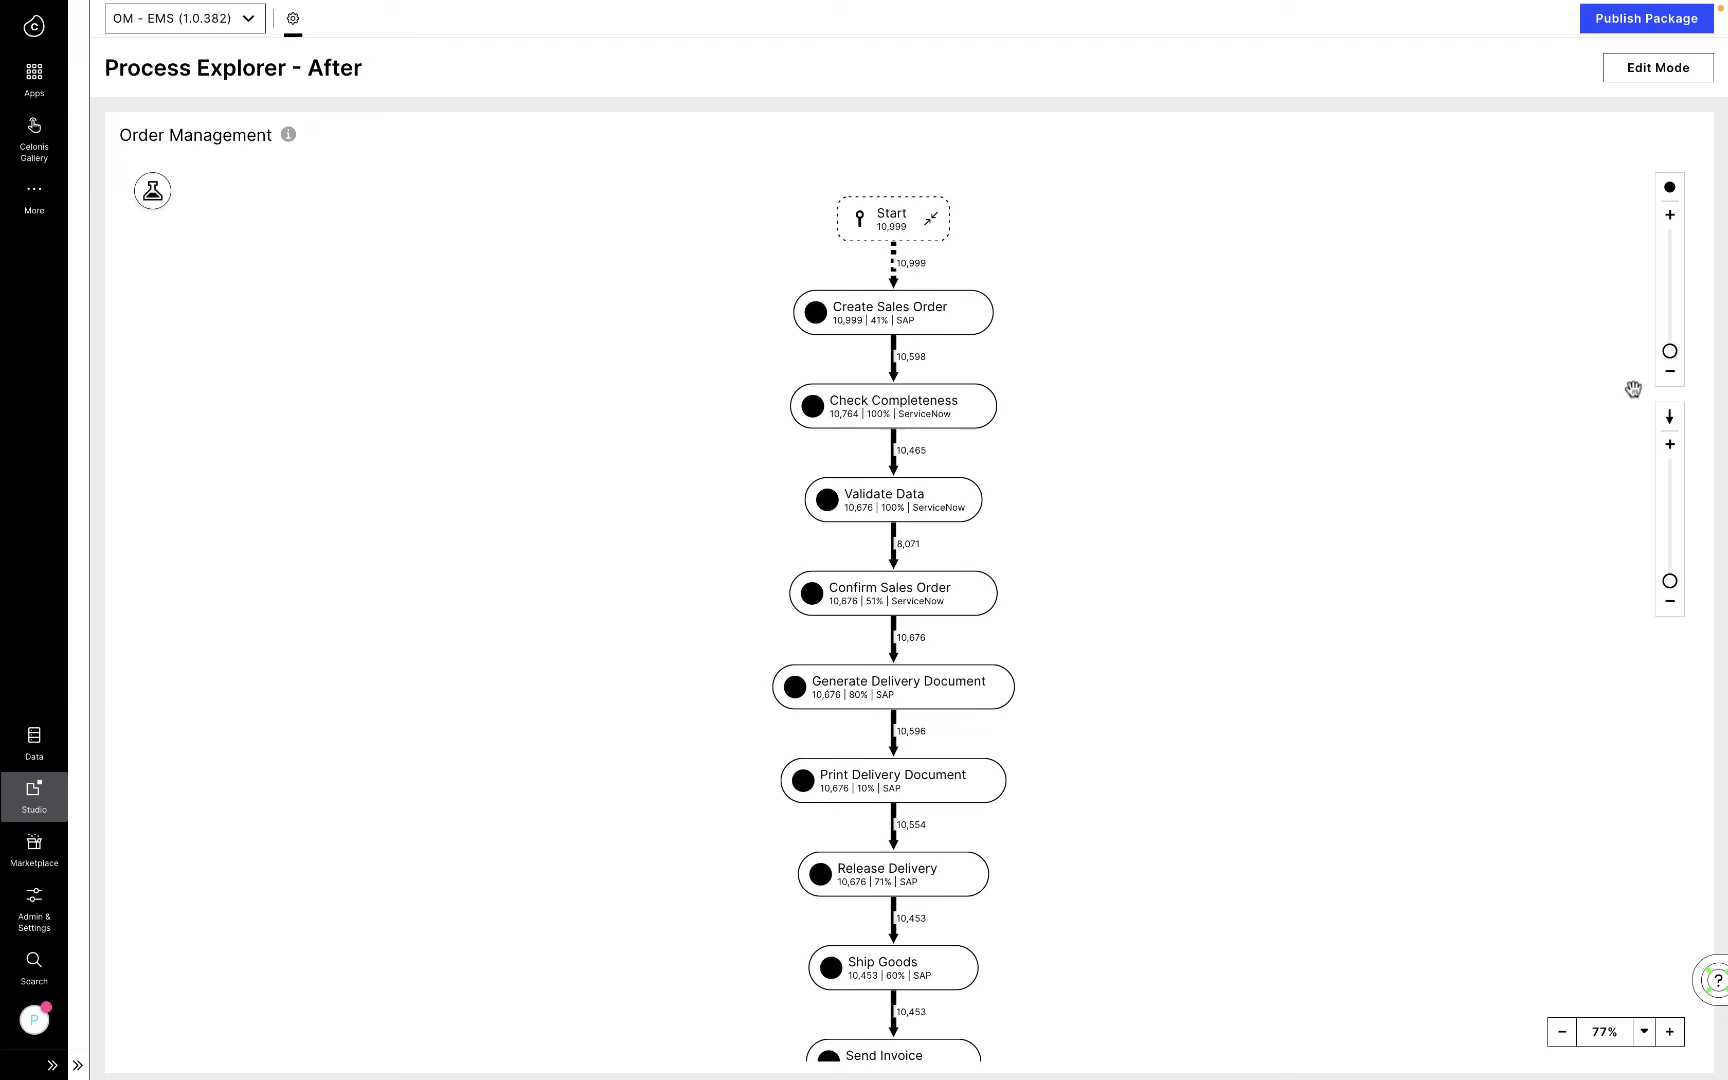 OM - EMS (1.0.382)
Publish Package
Process Explorer - After
Edit Mode
Apps
Celonis
Gallery
More
Data
Studio
Marketplace
Admin &
Settings
Search
P
Order Management
Start
10,999
10,999
Create Sales Order
10,999 | 41% | SAP
10,598
Check Completeness
10,764 | 100% | ServiceNow
10,465
Validate Data
10,676 | 100% | ServiceNow
8,071
Confirm Sales Order
10,676 | 51% | ServiceNow
10,676
Generate Delivery Document
10,676 | 80% | SAP
10,596
Print Delivery Document
10,676 | 10% | SAP
10,554
Release Delivery
10,676 | 71% | SAP
10,453
Ship Goods
10,453 | 60% | SAP
10,453
Send Invoice
77%